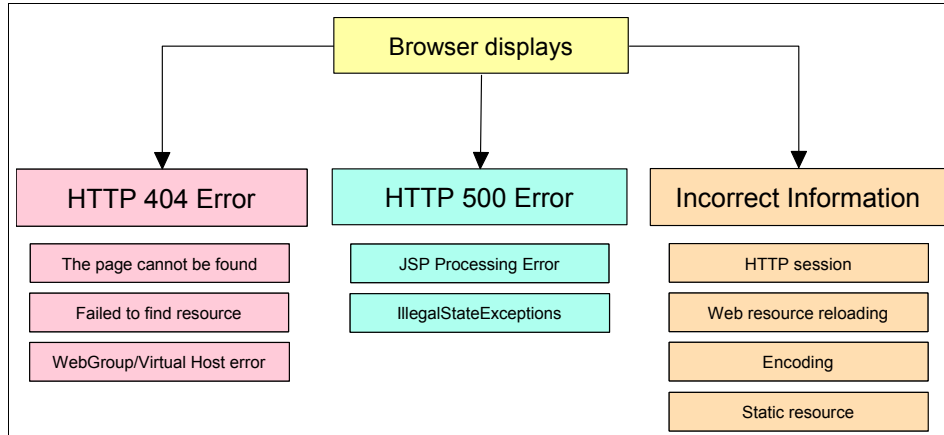 Browser displays
HTTP 404 Error
The page cannot be found
Failed to find resource
WebGroup/Virtual Host error
HTTP 500 Error
JSP Processing Error
IllegalStateExceptions
Incorrect Information
HTTP session
Web resource reloading
Encoding
Static resource